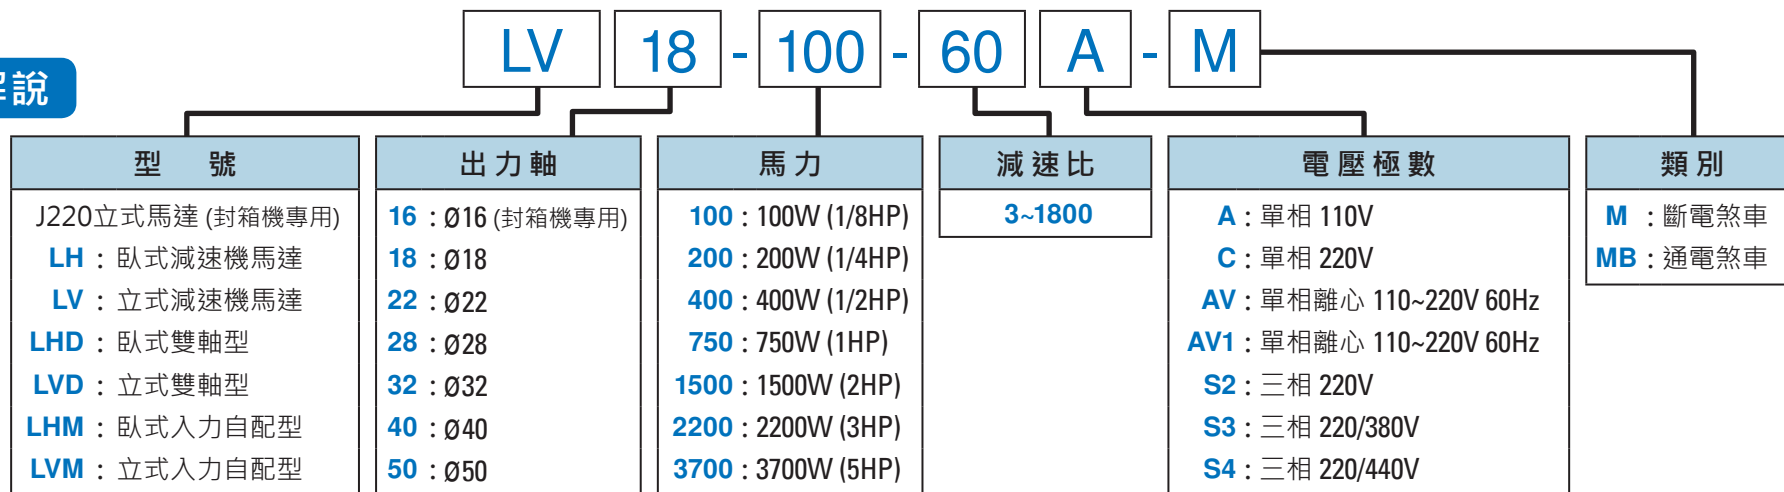 LV 18 - 100 - 60 A - M
解說
型 號
J220立式馬達 (封箱機專用)
LH : 臥式減速機馬達
LV : 立式減速機馬達
LHD : 臥式雙軸型
LVD : 立式雙軸型
LHM : 臥式入力自配型
LVM : 立式入力自配型
出力軸
16 : Ø16 (封箱機專用)
18 : Ø18
22 : Ø22
28 : Ø28
32 : Ø32
40 : Ø40
50 : Ø50
馬力
100 : 100W (1/8HP)
200 : 200W (1/4HP)
400 : 400W (1/2HP)
750 : 750W (1HP)
1500 : 1500W (2HP)
2200 : 2200W (3HP)
3700 : 3700W (5HP)
減速比
3~1800
電壓極數
A : 單相 110V
C : 單相 220V
AV : 單相離心 110~220V 60Hz
AV1 : 單相離心 110~220V 60Hz
S2 : 三相 220V
S3 : 三相 220/380V
S4 : 三相 220/440V
類別
M : 斷電煞車
MB : 通電煞車